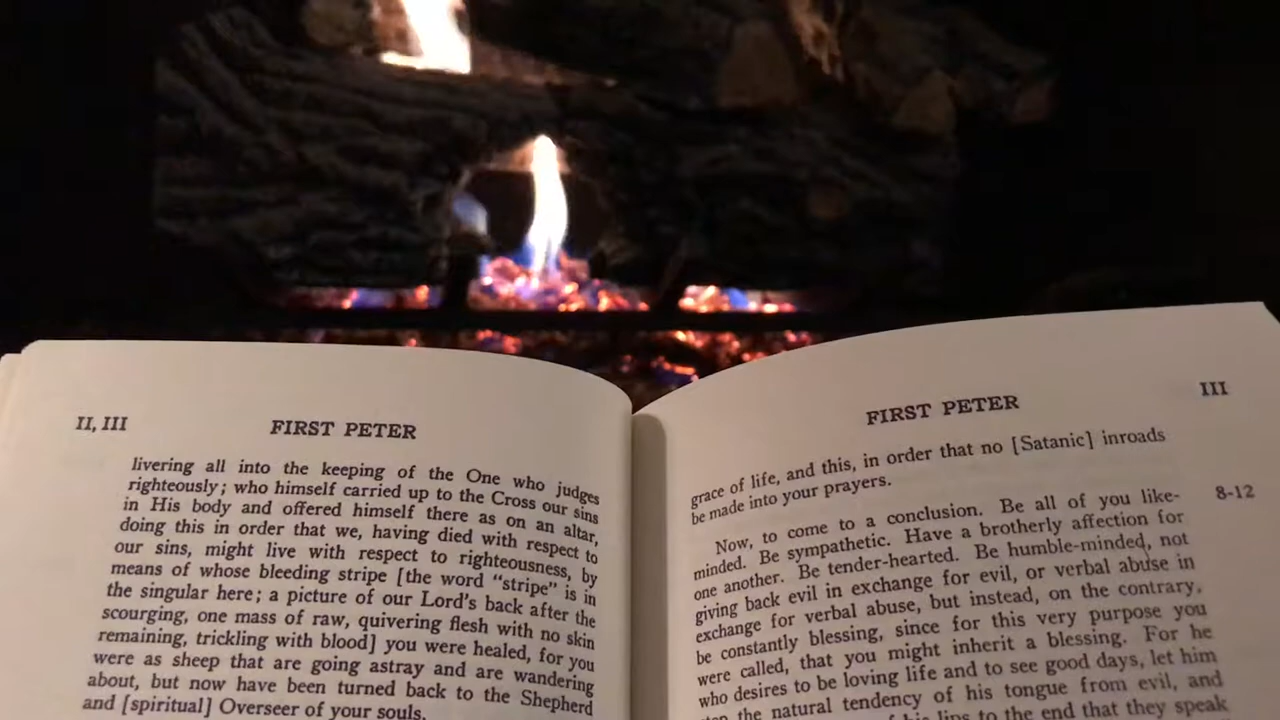 II, III
FIRST PETER
livering all into the keeping of the One who judges
righteously; who himself carried up to the Cross our sins
in His body and offered himself there as on an altar,
doing this in order that we, having died with respect to
our sins, might live with respect to righteousness, by
means of whose bleeding stripe [the word "stripe" is in
the singular here; a picture of our Lord's back after the
scourging, one mass of raw, quivering flesh with no skin
remaining, trickling with blood] you were healed, for you
were as sheep that are going astray and are wandering
about, but now have been turned back to the Shepherd
and [spiritual] Overseer of your souls.
FIRST PETER
III
grace of life, and this, in order that no [Satanic] inroads
be made into your prayers.
8-12
Now, to come to a conclusion. Be all of you like-
minded. Be sympathetic. Have a brotherly affection for
one another. Be tender-hearted. Be humble-minded, not
giving back evil in exchange for evil, or verbal abuse in
exchange for verbal abuse, but instead, on the contrary,
be constantly blessing, since for this very purpose you
were called, that you might inherit a blessing. For he
who desires to be loving life and to see good days, let him
the natural tendency of his tongue from evil, and
lips to the end that they speak